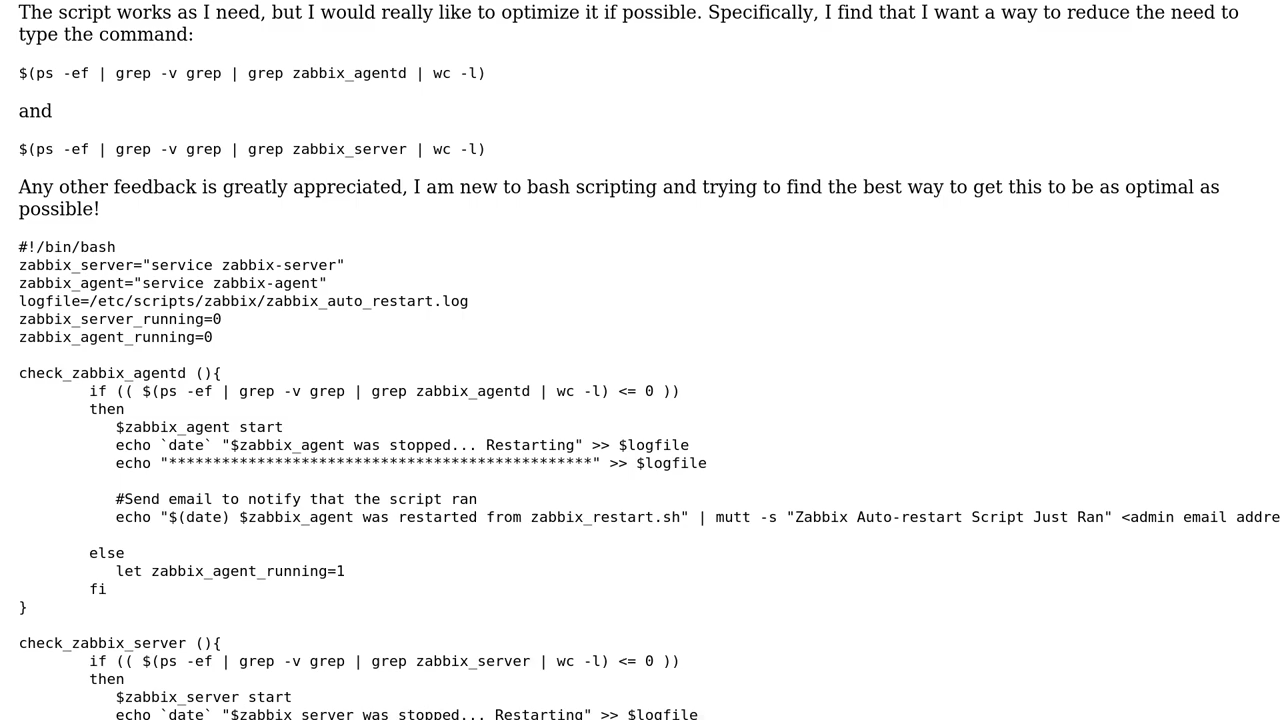 The script works as I need, but I would really like to optimize it if possible. Specifically, I find that I want a way to reduce the need to
type the command:
$(ps -ef | grep -v grep | grep zabbix_agentd | wc -l)
and
$(ps -ef | grep -v grep | grep zabbix_server | wc -l)
Any other feedback is greatly appreciated, I am new to bash scripting and trying to find the best way to get this to be as optimal as
possible!
#!/bin/bash
zabbix_server="service zabbix-server"
zabbix_agent="service zabbix-agent"
logfile=/etc/scripts/zabbix/zabbix_auto_restart.log
zabbix_server_running=0
zabbix_agent_running=0
check_zabbix_agentd (){
        if (( $(ps -ef | grep -v grep | grep zabbix_agentd | wc -l) <= 0 ))
        then
           $zabbix_agent start
           echo `date` "$zabbix_agent was stopped... Restarting" >> $logfile
           echo "************************************************" >> $logfile
           #Send email to notify that the script ran
           echo "$(date) $zabbix_agent was restarted from zabbix_restart.sh" | mutt -s "Zabbix Auto-restart Script Just Ran" <admin email addre
        else
           let zabbix_agent_running=1
        fi
}
check_zabbix_server (){
        if (( $(ps -ef | grep -v grep | grep zabbix_server | wc -l) <= 0 ))
        then
           $zabbix_server start
           echo `date` "$zabbix_server was stopped... Restarting" >> $logfile